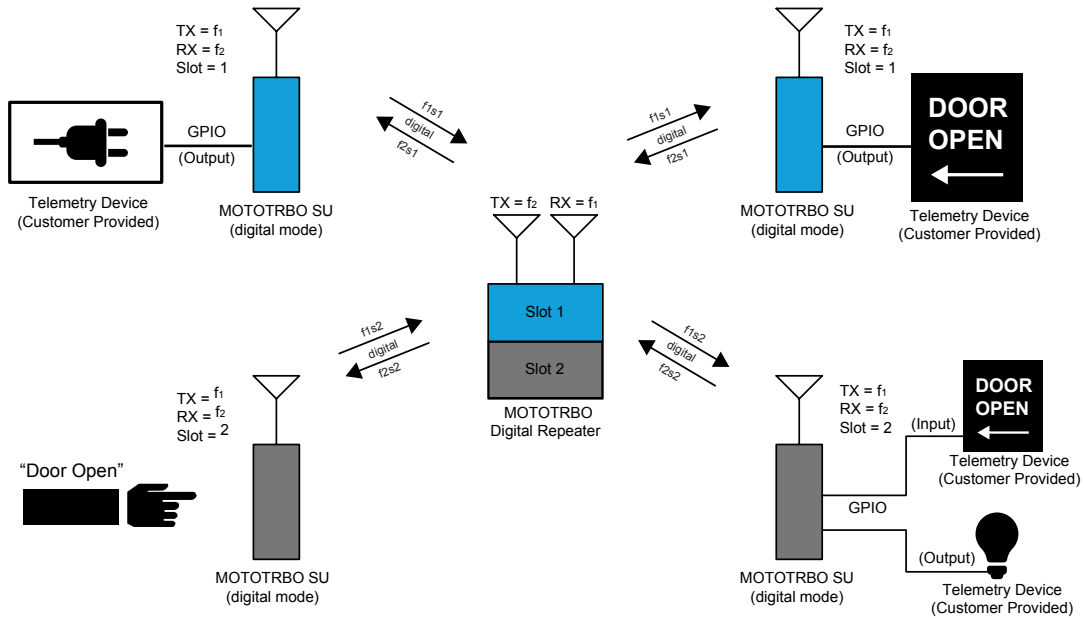 TX = f1
RX = f2
Slot = 1
GPIO
(Output)
Telemetry Device
(Customer Provided)
MOTOTRBO SU
(digital mode)
f1s1
digital
f2s1
f1s1
digital
f2s1
TX = f1
RX = f2
Slot = 1
GPIO
(Output)
DOOR
OPEN
MOTOTRBO SU
(digital mode)
Telemetry Device
(Customer Provided)
TX = f2
RX = f1
Slot 1
Slot 2
MOTOTRBO
Digital Repeater
f1s2
digital
f2s2
f1s2
digital
f2s2
TX = f1
RX = f2
Slot = 2
“Door Open”
MOTOTRBO SU
(digital mode)
TX = f1
RX = f2
Slot = 2
(Input)
DOOR
OPEN
Telemetry Device
(Customer Provided)
GPIO
(Output)
MOTOTRBO SU
(digital mode)
Telemetry Device
(Customer Provided)